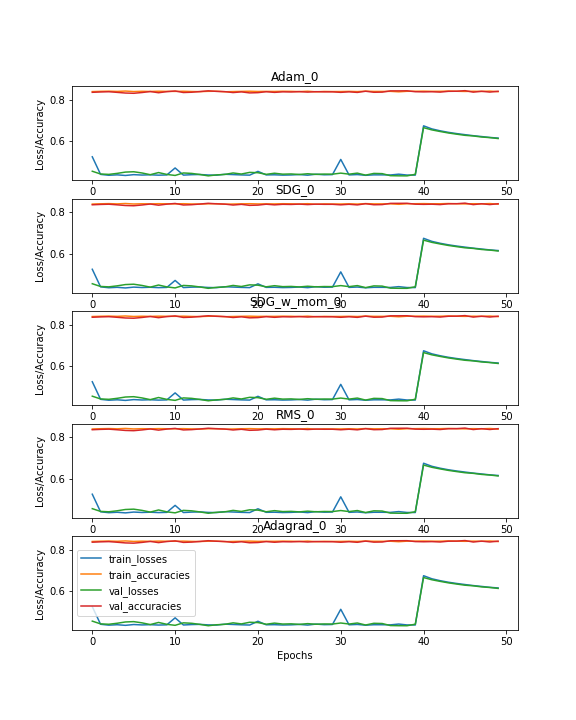 Adam_0
0.8
0.6
Loss/Accuracy
0 10 20 30 40 50
SDG_0
0.8
0.6
Loss/Accuracy
0 10 20 30 40 50
SDG_w_mom_0
0.8
0.6
Loss/Accuracy
0 10 20 30 40 50
RMS_0
0.8
0.6
Loss/Accuracy
0 10 20 30 40 50
Adagrad_0
0.8
0.6
Loss/Accuracy
train_losses
train_accuracies
val_losses
val_accuracies
0 10 20 30 40 50
Epochs